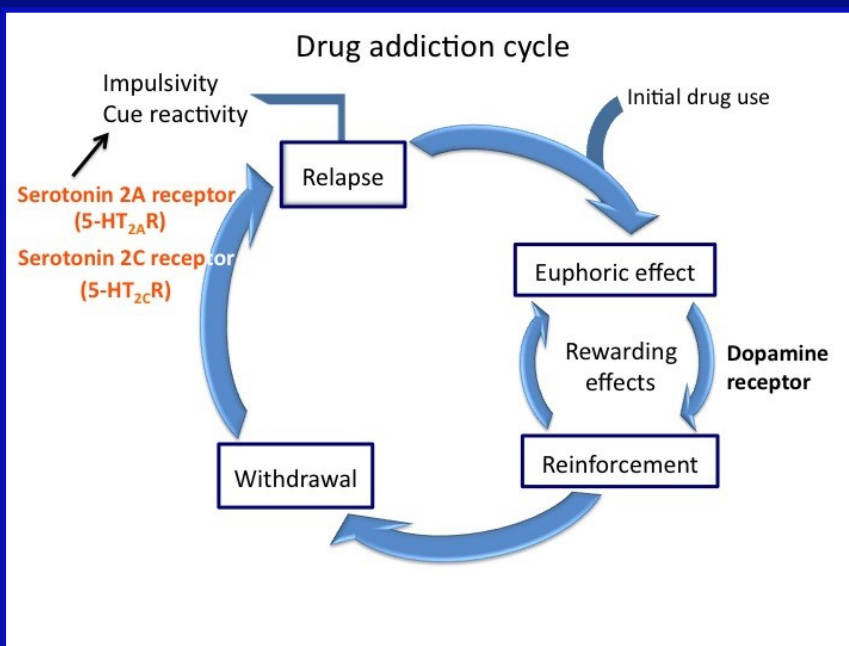 Drug addiction cycle
Impulsivity
Cue reactivity
Initial drug use
Relapse
Serotonin 2A receptor
(5-HT2AR)
Serotonin 2C receptor
(5-HT2CR)
Euphoric effect
Rewarding
effects
Dopamine
receptor
Reinforcement
Withdrawal